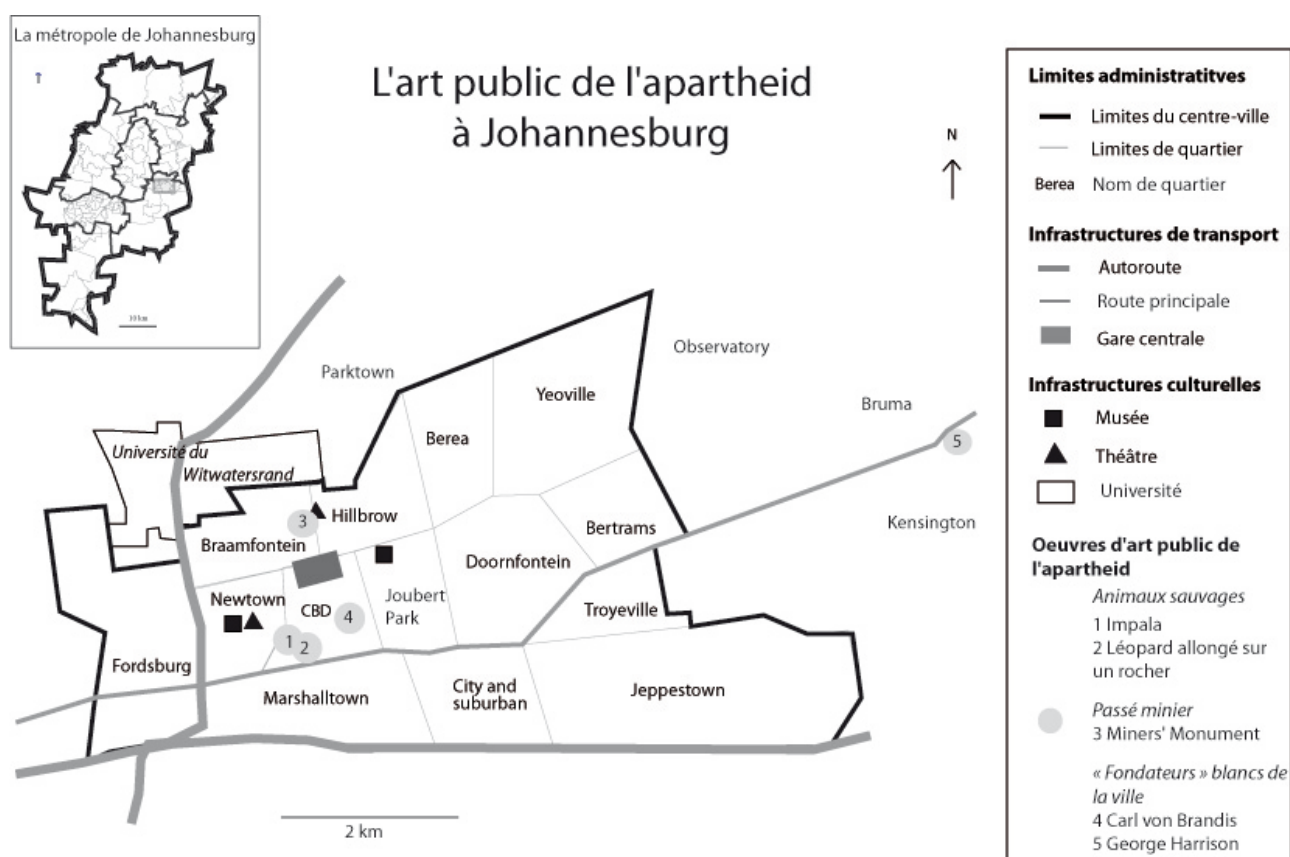 La métropole de Johannesburg
10 km
L'art public de l'apartheid
à Johannesburg
N
Parktown
Observatory
Bruma
Kensington
Yeoville
Berea
Université du
Witwatersrand
Hillbrow
3
Braamfontein
Bertrams
Doornfontein
5
Newtown
CBD
4
Joubert
Park
Troyeville
1
2
Fordsburg
Marshalltown
City and
suburban
Jeppestown
2 km
Limites administratitves
Limites du centre-ville
Limites de quartier
Berea Nom de quartier
Infrastructures de transport
Autoroute
Route principale
Gare centrale
Infrastructures culturelles
Musée
Théâtre
Université
Oeuvres d'art public de
l'apartheid
Animaux sauvages
1 Impala
2 Léopard allongé sur
un rocher
Passé minier
3 Miners' Monument
« Fondateurs » blancs de
la ville
4 Carl von Brandis
5 George Harrison